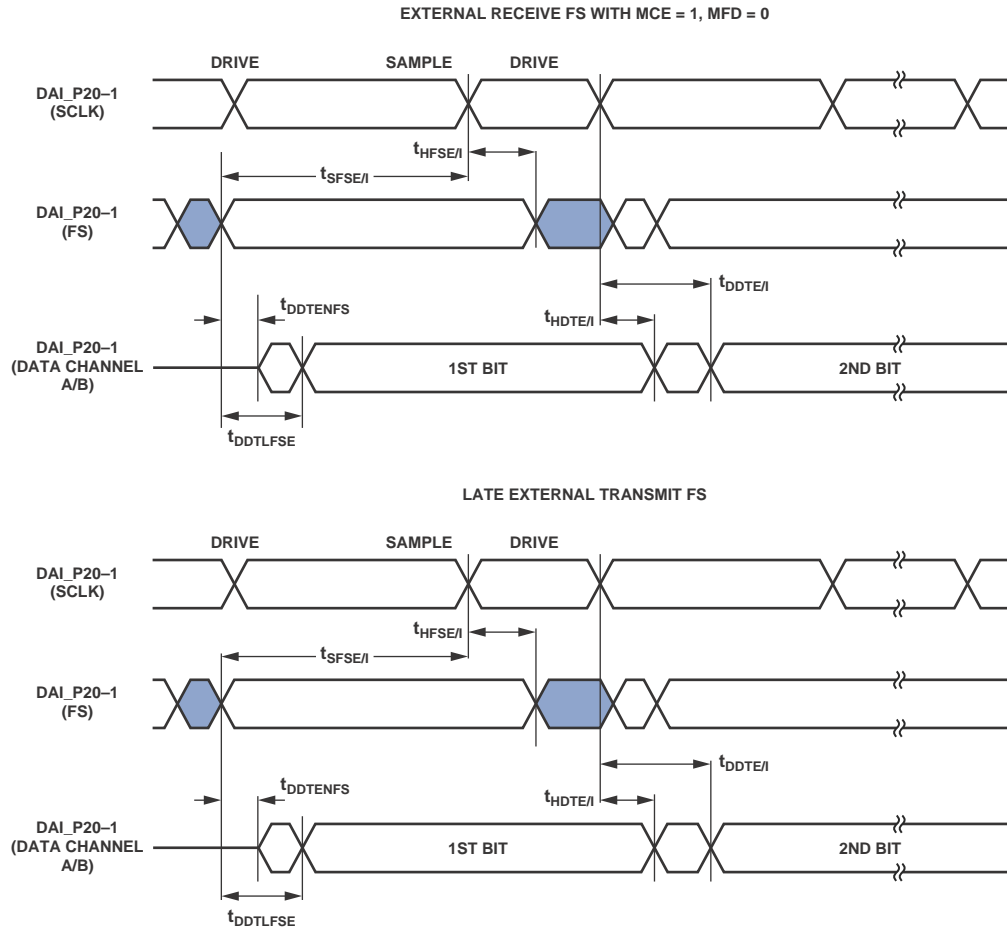 EXTERNAL RECEIVE FS WITH MCE = 1, MFD = 0
DRIVE SAMPLE DRIVE
DAI_P20–1
(SCLK)
tHFSE/I
tSFSE/I
DAI_P20–1
(FS)
tDDTE/I
tDDTENFS
tHDTE/I
DAI_P20–1
(DATA CHANNEL
A/B)
1ST BIT 2ND BIT
tDDTLFSE
LATE EXTERNAL TRANSMIT FS
DRIVE SAMPLE DRIVE
DAI_P20–1
(SCLK)
tHFSE/I
tSFSE/I
DAI_P20–1
(FS)
tDDTE/I
tDDTENFS
tHDTE/I
DAI_P20–1
(DATA CHANNEL
A/B)
1ST BIT 2ND BIT
tDDTLFSE